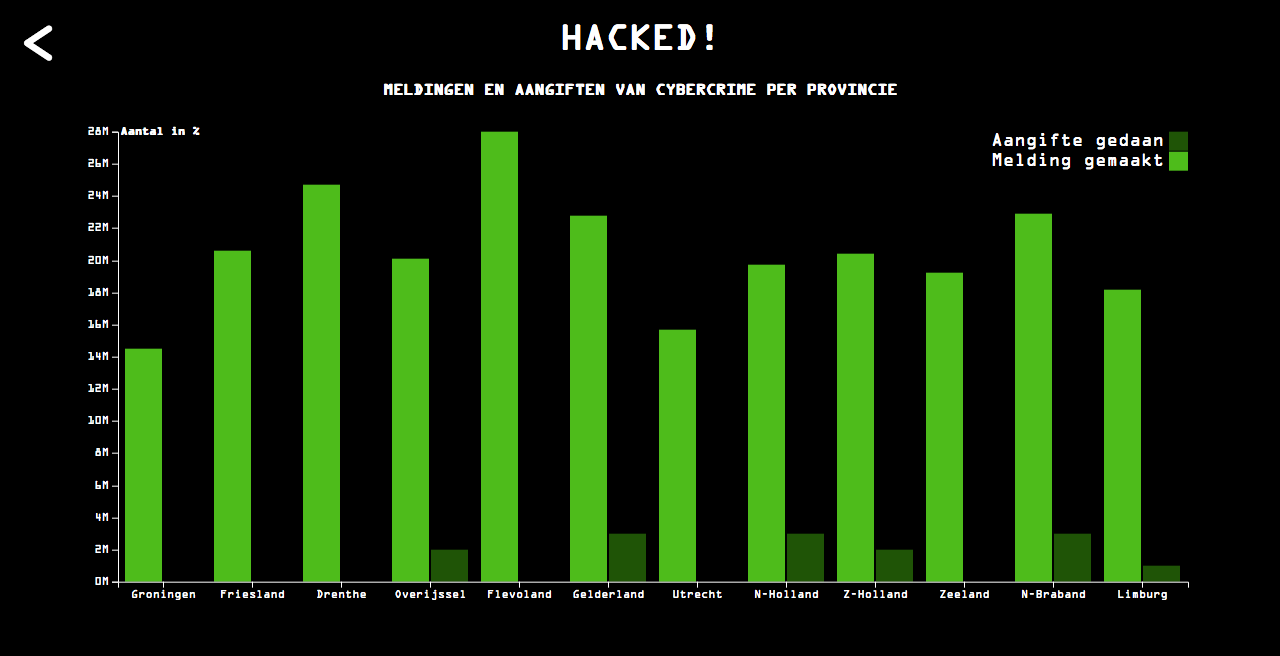 HACKED!
MELDINGEN EN AANGIFTEN VAN CYBERCRIME PER PROVINCIE
Aantal in %
Aangifte gedaan
Melding gemaakt
28M
26M
24M
22M
20M
18M
16M
14M
12M
10M
8M
6M
4M
2M
0M
Groningen Friesland Drenthe Overijssel Flevoland Gelderland Utrecht N-Holland Z-Holland Zeeland N-Braband Limburg